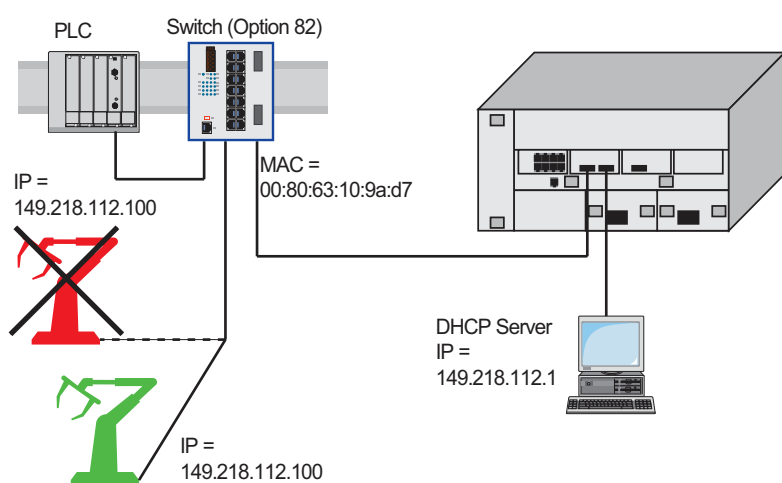 PLC
Switch (Option 82)
MAC =
00:80:63:10:9a:d7
IP =
149.218.112.100
DHCP Server
IP =
149.218.112.1
IP =
149.218.112.100